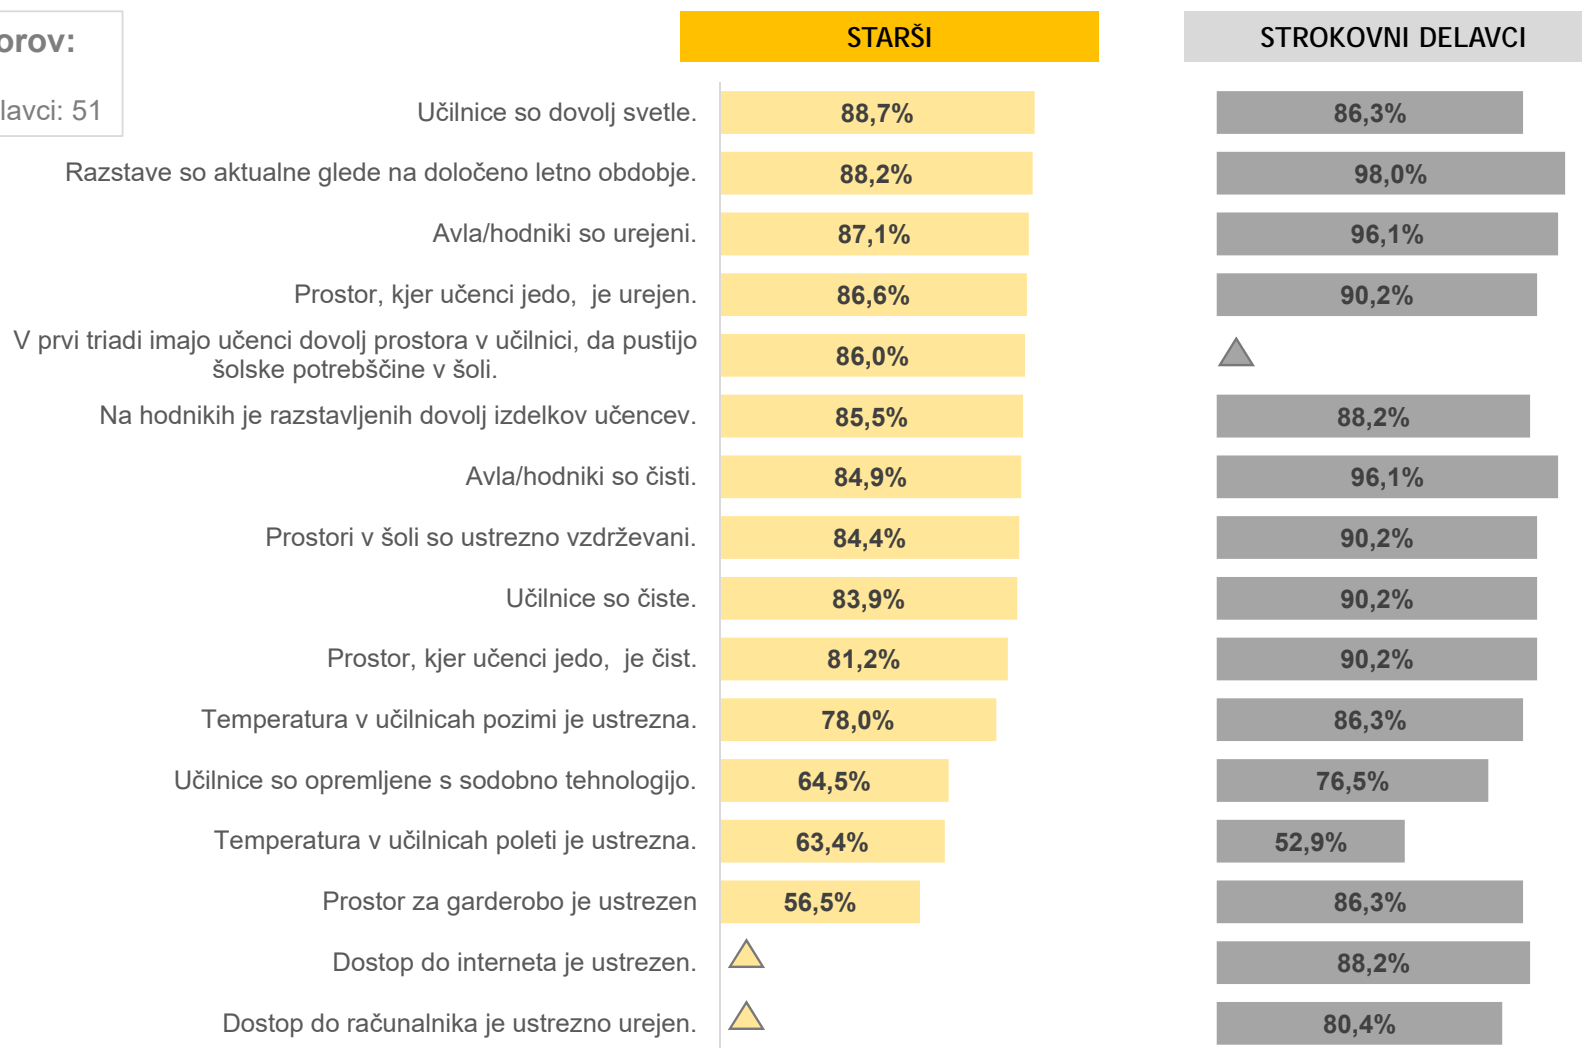 STARŠI
STROKOVNI DELAVCI
orov:
lavci: 51
Učilnice so dovolj svetle.
88,7%
86,3%
Razstave so aktualne glede na določeno letno obdobje.
88,2%
98,0%
Avla/hodniki so urejeni.
87,1%
96,1%
Prostor, kjer učenci jedo,  je urejen.
86,6%
90,2%
V prvi triadi imajo učenci dovolj prostora v učilnici, da pustijo
šolske potrebščine v šoli.
86,0%
Na hodnikih je razstavljenih dovolj izdelkov učencev.
85,5%
88,2%
Avla/hodniki so čisti.
84,9%
96,1%
Prostori v šoli so ustrezno vzdrževani.
84,4%
90,2%
Učilnice so čiste.
83,9%
90,2%
Prostor, kjer učenci jedo,  je čist.
81,2%
90,2%
Temperatura v učilnicah pozimi je ustrezna.
78,0%
86,3%
Učilnice so opremljene s sodobno tehnologijo.
64,5%
76,5%
Temperatura v učilnicah poleti je ustrezna.
63,4%
52,9%
Prostor za garderobo je ustrezen
56,5%
86,3%
Dostop do interneta je ustrezen.
88,2%
Dostop do računalnika je ustrezno urejen.
80,4%